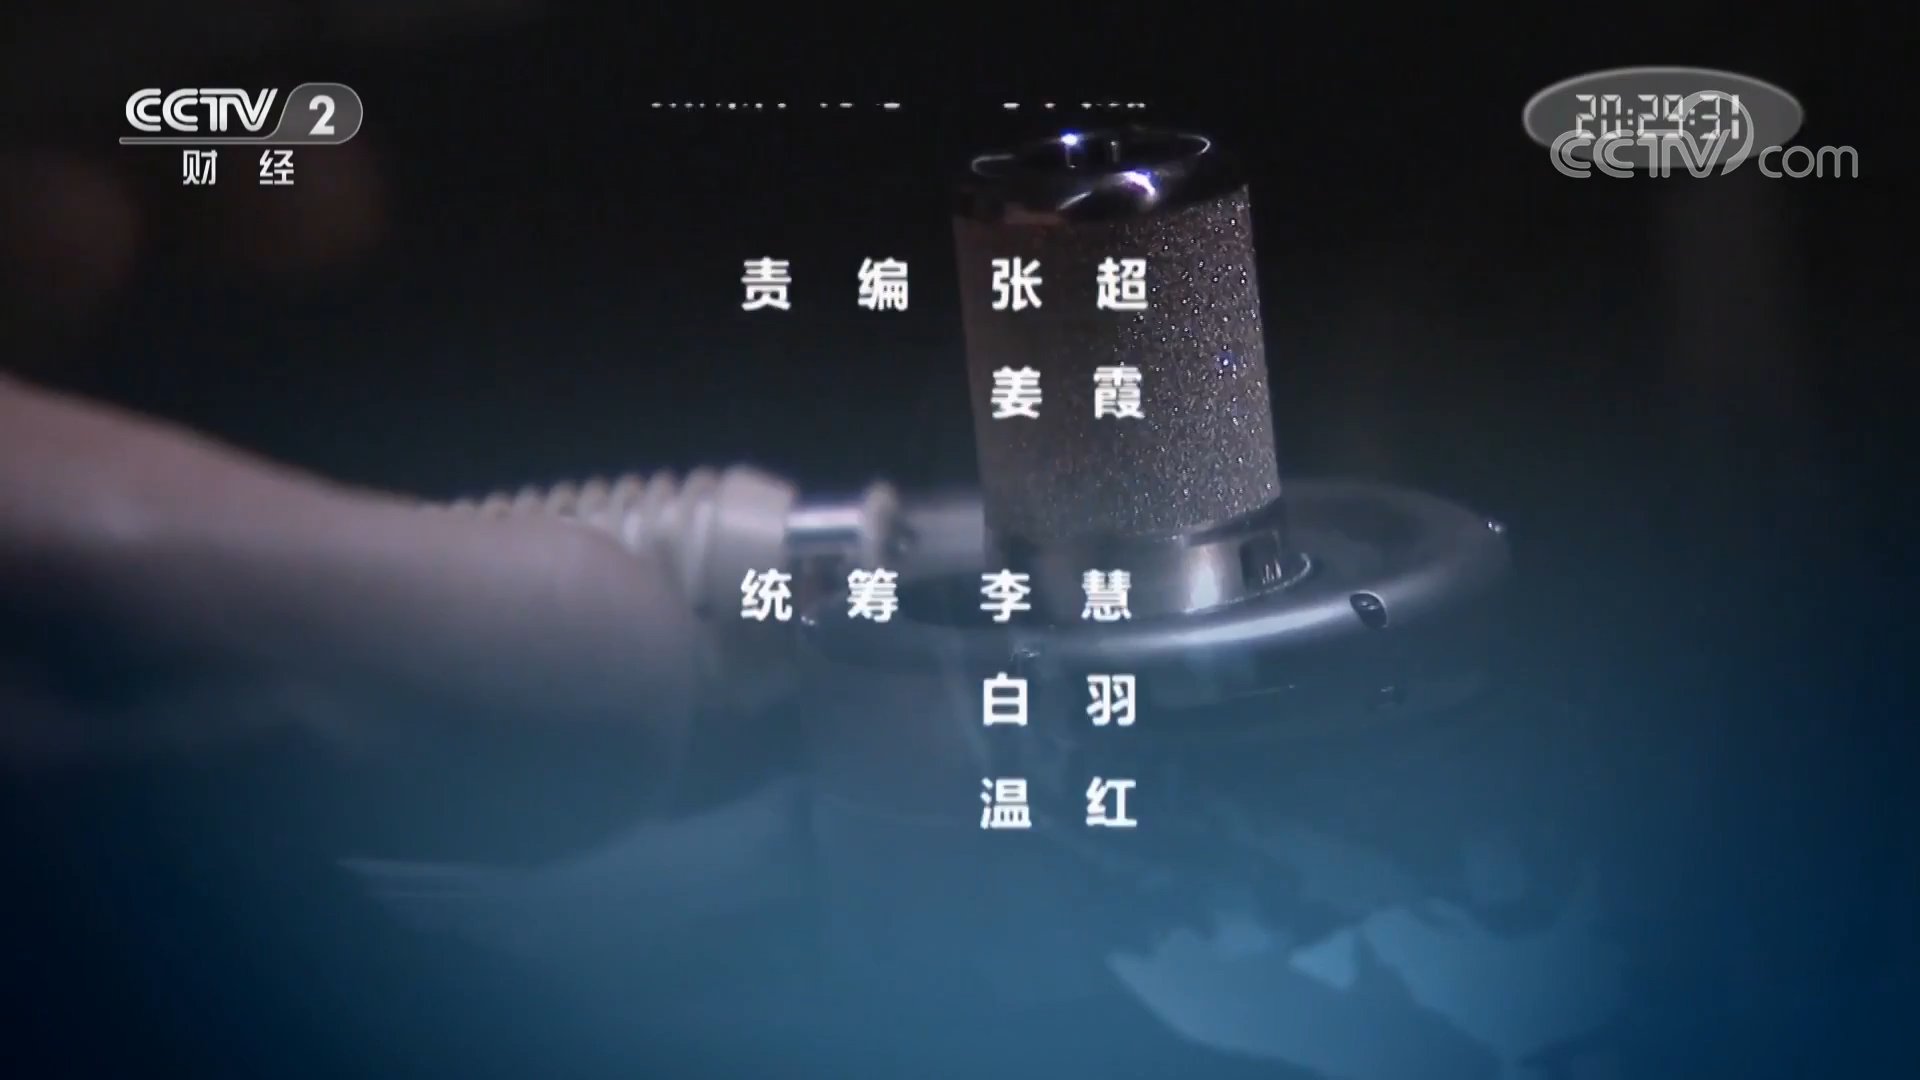 CCTV 2
财 经
20:29:31
CCTV com
责 编 张 超
姜 霞
统 筹 李 慧
白 羽
温 红